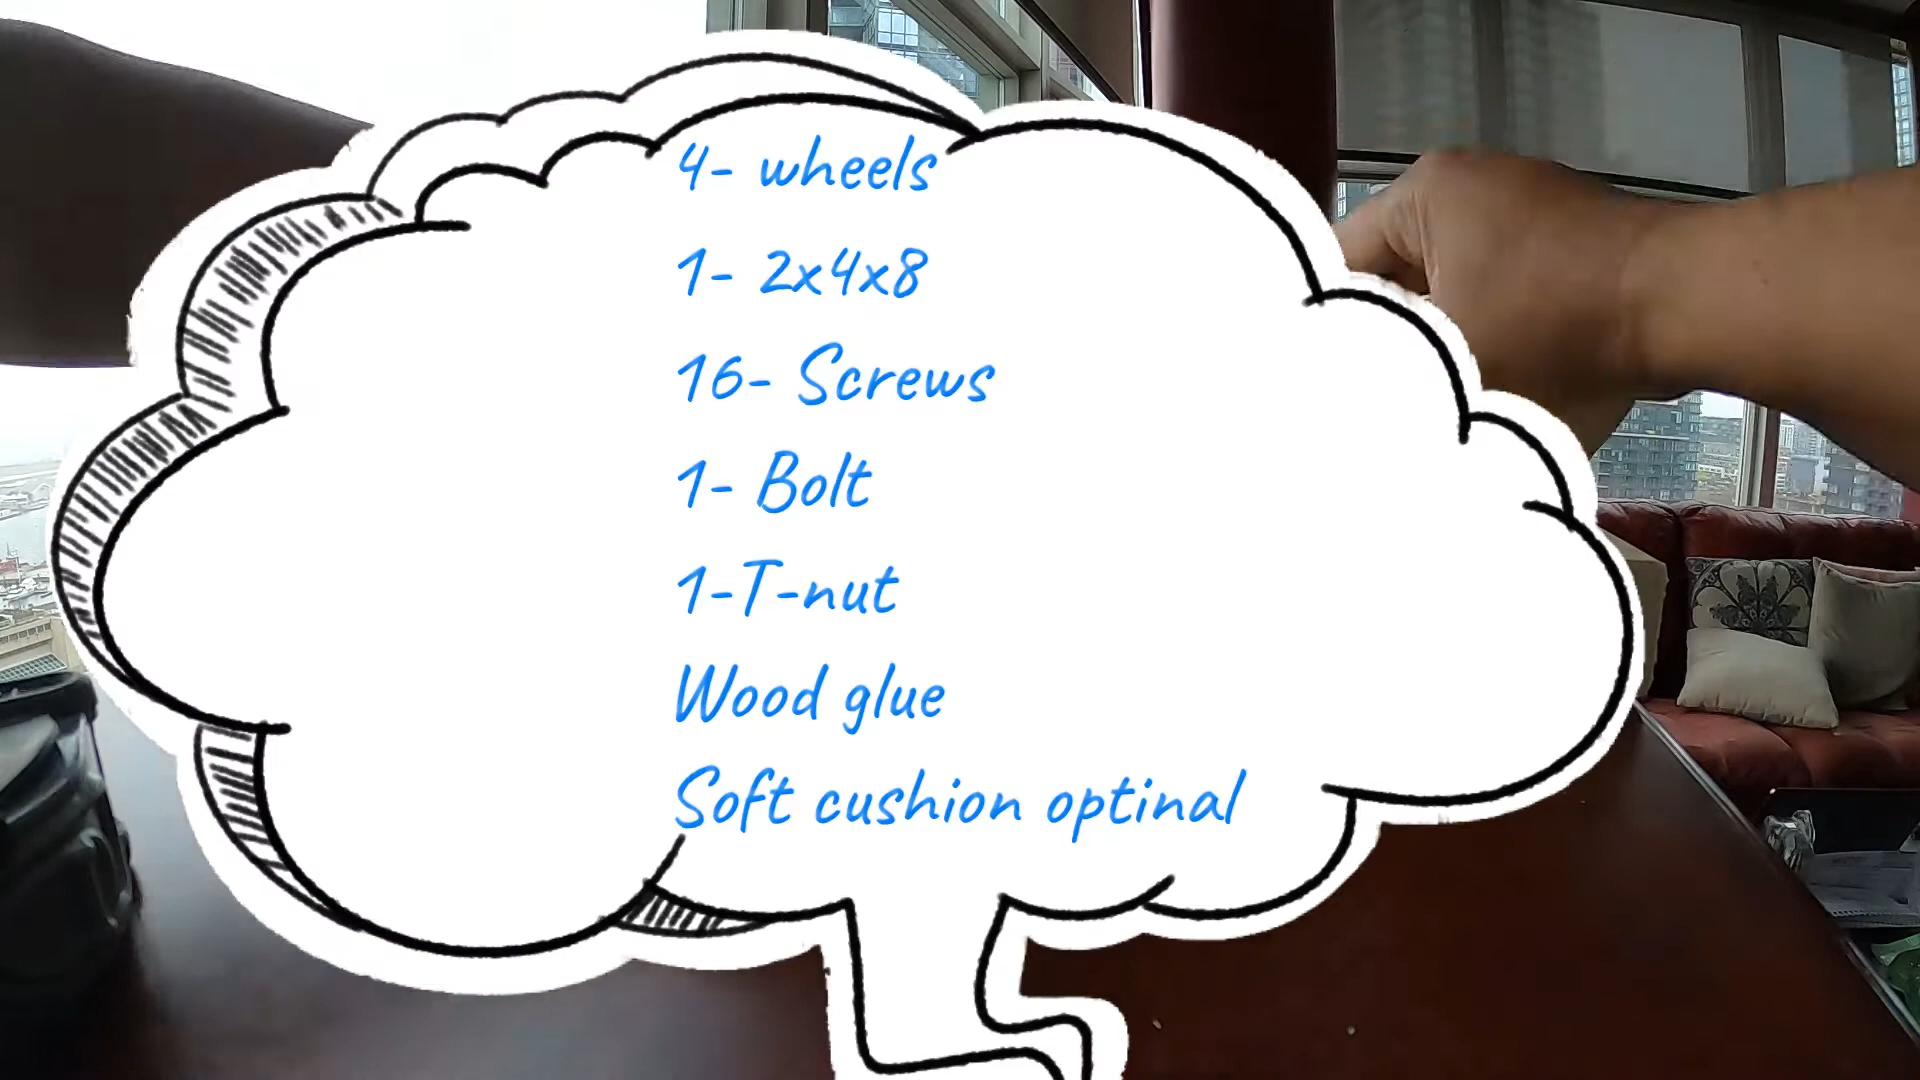 4- wheels
1- 2x4x8
16- Screws
1- Bolt
1-T-nut
Wood glue
Soft cushion optinal